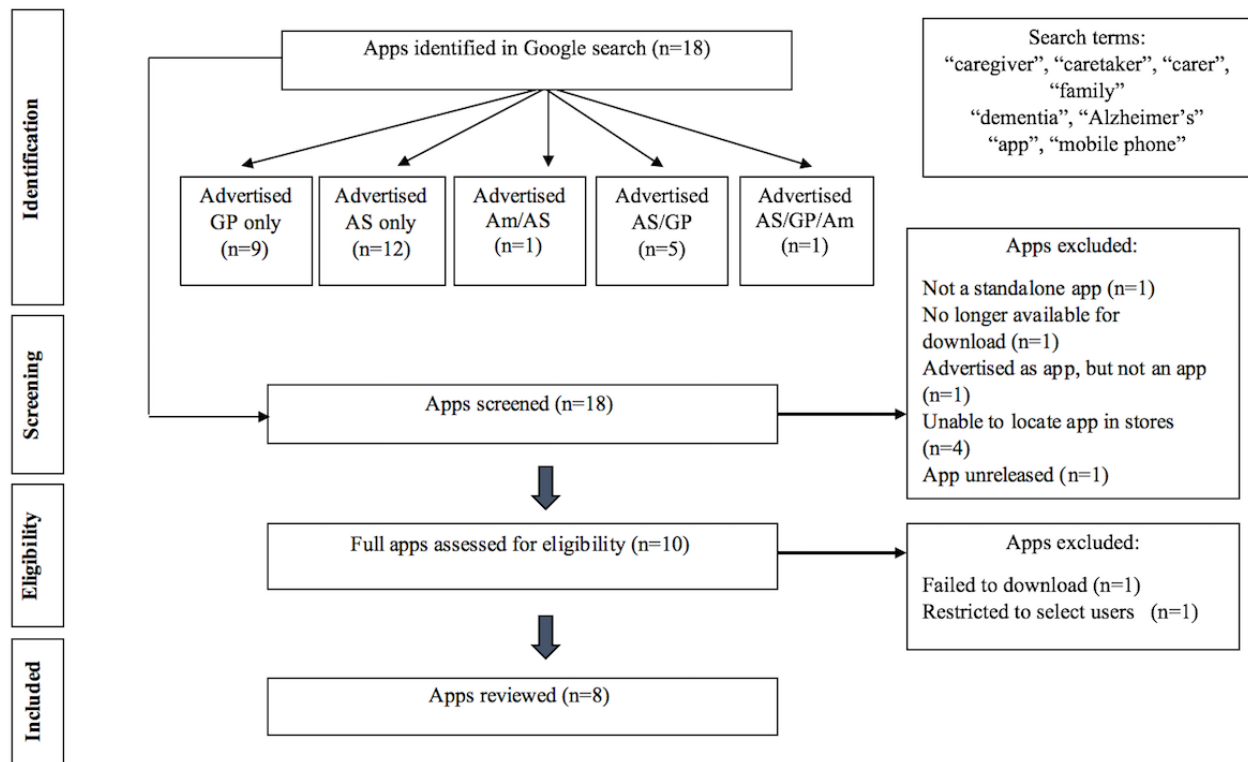 Identification
Apps identified in Google search (n=18)
Search terms:
“caregiver”, “caretaker”, “carer”,
“family”
“dementia”, “Alzheimer’s”
“app”, “mobile phone”
Advertised
GP only
(n=9)
Advertised
AS only
(n=12)
Advertised
Am/AS
(n=1)
Advertised
AS/GP
(n=5)
Advertised
AS/GP/Am
(n=1)
Screening
Apps screened (n=18)
Apps excluded:
Not a standalone app (n=1)
No longer available for
download (n=1)
Advertised as app, but not an app
(n=1)
Unable to locate app in stores
(n=4)
App unreleased (n=1)
Eligibility
Full apps assessed for eligibility (n=10)
Apps excluded:
Failed to download (n=1)
Restricted to select users (n=1)
Included
Apps reviewed (n=8)